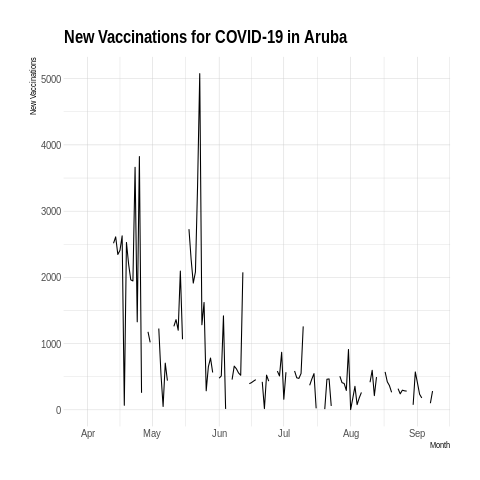 New Vaccinations for COVID-19 in Aruba
New Vaccinations
5000
4000
3000
2000
1000
0
Apr May Jun Jul Aug Sep
Month